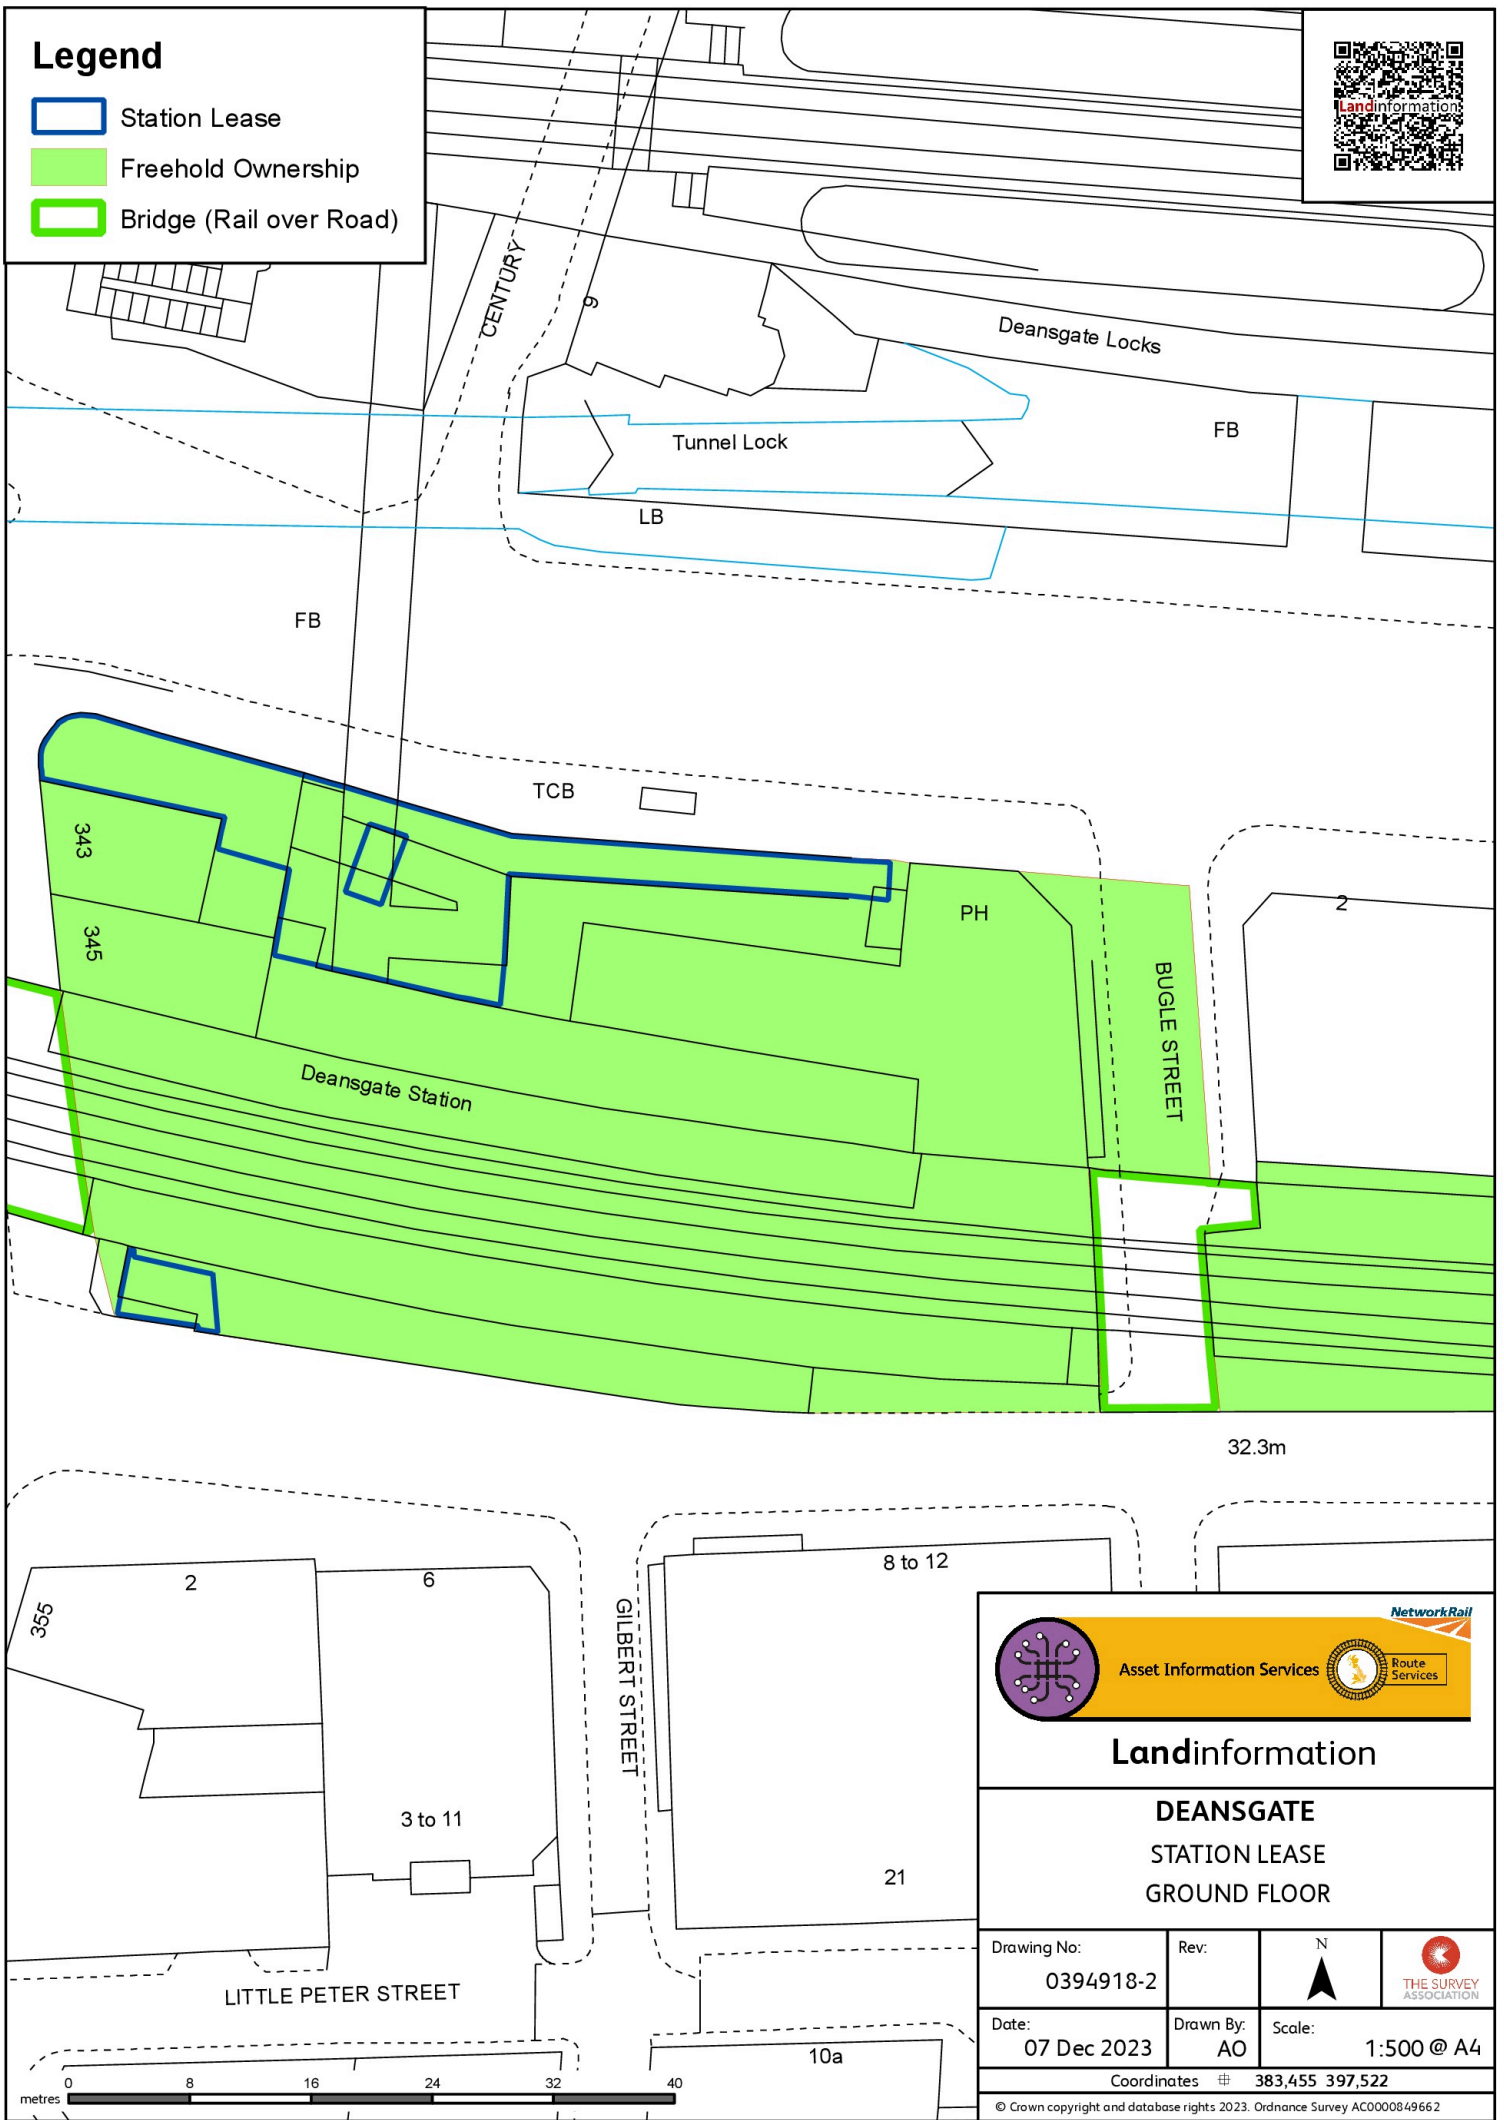 Legend
Station Lease
Freehold Ownership
Bridge (Rail over Road)
Landinformation
CENTURY
9
Deansgate Locks
Tunnel Lock
FB
LB
FB
TCB
343
345
PH
2
BUGLE STREET
Deansgate Station
32.3m
355
2
6
8 to 12
GILBERT STREET
3 to 11
21
LITTLE PETER STREET
10a
metres
0 8 16 24 32 40
NetworkRail
Asset Information Services
Route
Services
Landinformation
DEANSGATE
STATION LEASE
GROUND FLOOR
Drawing No:
0394918-2
Rev:
N
THE SURVEY
ASSOCIATION
Date:
07 Dec 2023
Drawn By:
AO
Scale:
1:500 @ A4
Coordinates 383,455 397,522
© Crown copyright and database rights 2023. Ordnance Survey AC0000849662